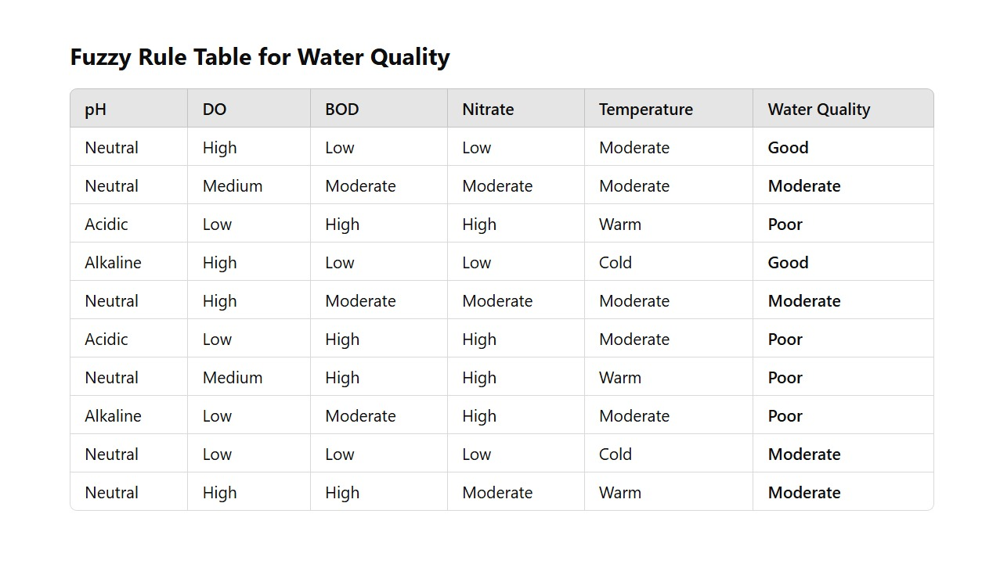 Fuzzy Rule Table for Water Quality
pH DO BOD Nitrate Temperature Water Quality
Neutral High Low Low Moderate Good
Neutral Medium Moderate Moderate Moderate Moderate
Acidic Low High High Warm Poor
Alkaline High Low Low Cold Good
Neutral High Moderate Moderate Moderate Moderate
Acidic Low High High Moderate Poor
Neutral Medium High High Warm Poor
Alkaline Low Moderate High Moderate Poor
Neutral Low Low Low Cold Moderate
Neutral High High Moderate Warm Moderate